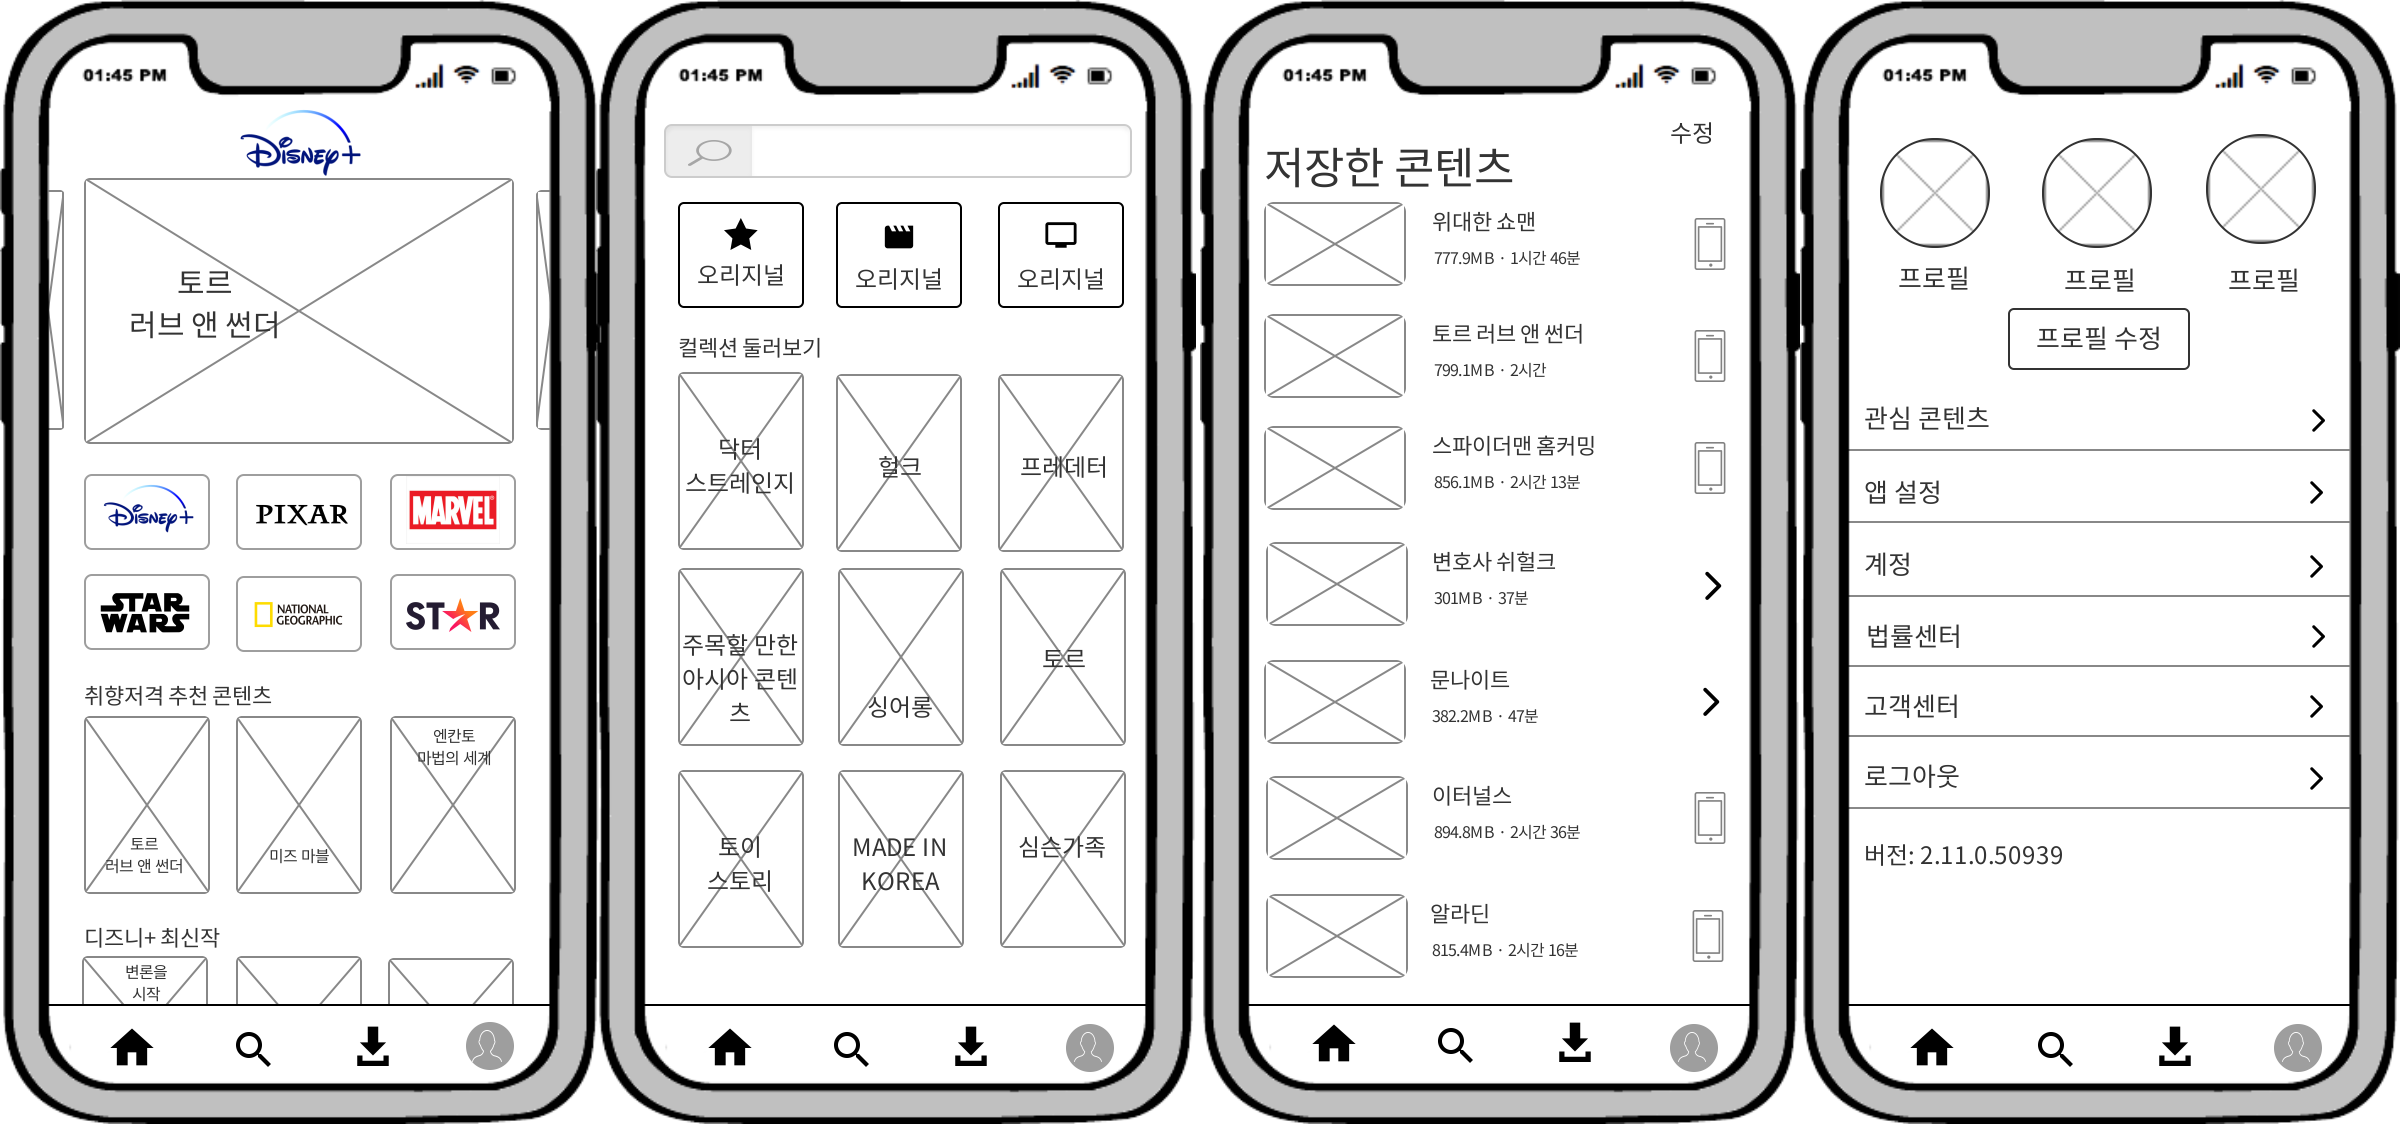 01:45 PM
Disney+
토르
러브 앤 썬더
Disney+
PIXAR
MARVEL
STAR
WARS
NATIONAL
GEOGRAPHIC
STAR
취향저격 추천 콘텐츠
토르
러브 앤 썬더
미즈 마블
엔칸토
마법의 세계
디즈니+ 최신작
변론을
시작
01:45 PM
오리지널
오리지널
오리지널
컬렉션 둘러보기
닥터
스트레인지
헐크
프레데터
주목할 만한
아시아 콘텐
츠
싱어롱
토르
토이
스토리
MADE IN
KOREA
심슨가족
01:45 PM
수정
저장한 콘텐츠
위대한 쇼맨
777.9MB · 1시간 46분
토르 러브 앤 썬더
799.1MB · 2시간
스파이더맨 홈커밍
856.1MB · 2시간 13분
변호사 쉬헐크
301MB · 37분
문나이트
382.2MB · 47분
이터널스
894.8MB · 2시간 36분
알라딘
815.4MB · 2시간 16분
01:45 PM
프로필
프로필
프로필
프로필 수정
관심 콘텐츠
앱 설정
계정
법률센터
고객센터
로그아웃
버전: 2.11.0.50939